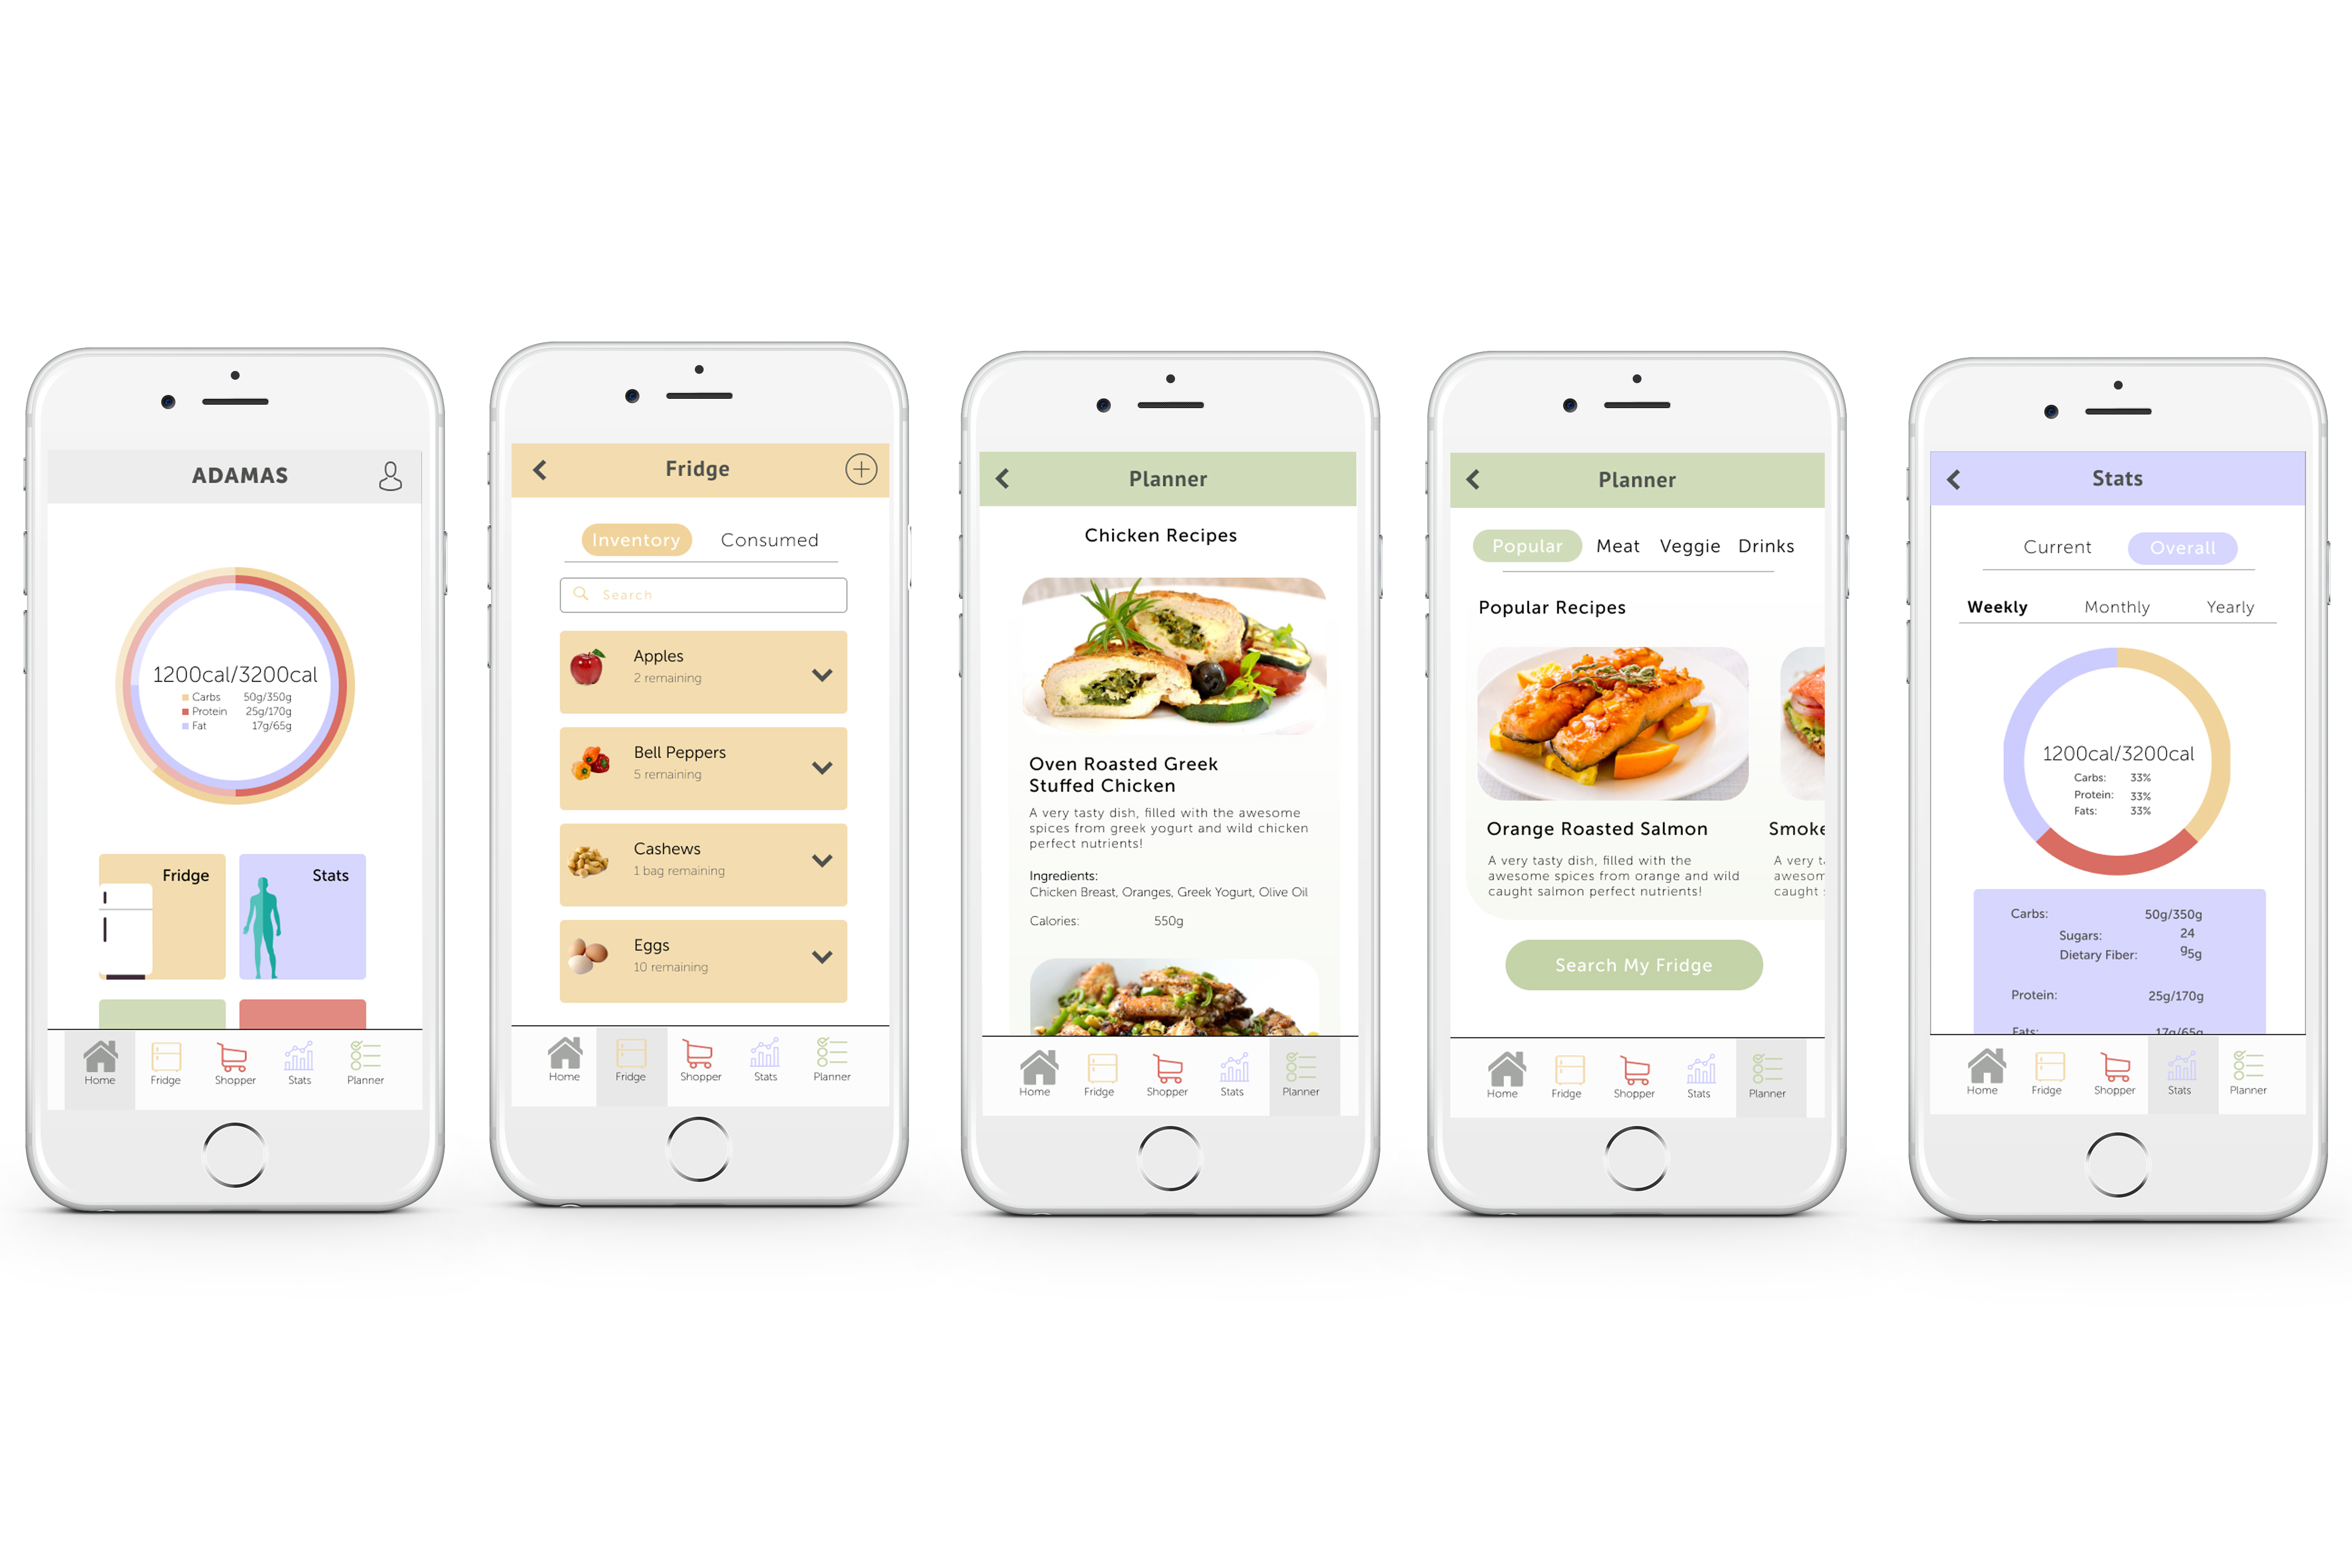 ADAMAS
1200cal/3200cal
Carbs 50g/350g
Protein 25g/170g
Fat 17g/65g
Fridge
Stats
Home Fridge Shopper Stats Planner
Fridge
Inventory Consumed
Search
Apples
2 remaining
Bell Peppers
5 remaining
Cashews
1 bag remaining
Eggs
10 remaining
Home Fridge Shopper Stats Planner
Planner
Chicken Recipes
Oven Roasted Greek
Stuffed Chicken
A very tasty dish, filled with the awesome
spices from greek yogurt and wild chicken
perfect nutrients!
Ingredients:
Chicken Breast, Oranges, Greek Yogurt, Olive Oil
Calories: 550g
Home Fridge Shopper Stats Planner
Planner
Popular Meat Veggie Drinks
Popular Recipes
Orange Roasted Salmon
A very tasty dish, filled with the
awesome spices from orange and wild
caught salmon perfect nutrients!
Smoke
A very t
awesom
caught
Search My Fridge
Home Fridge Shopper Stats Planner
Stats
Current Overall
Weekly Monthly Yearly
1200cal/3200cal
Carbs: 33%
Protein: 33%
Fats: 33%
Carbs: 50g/350g
Sugars: 24
g
Dietary Fiber: 5g
Protein: 25g/170g
Fats: 17g/65g
Home Fridge Shopper Stats Planner